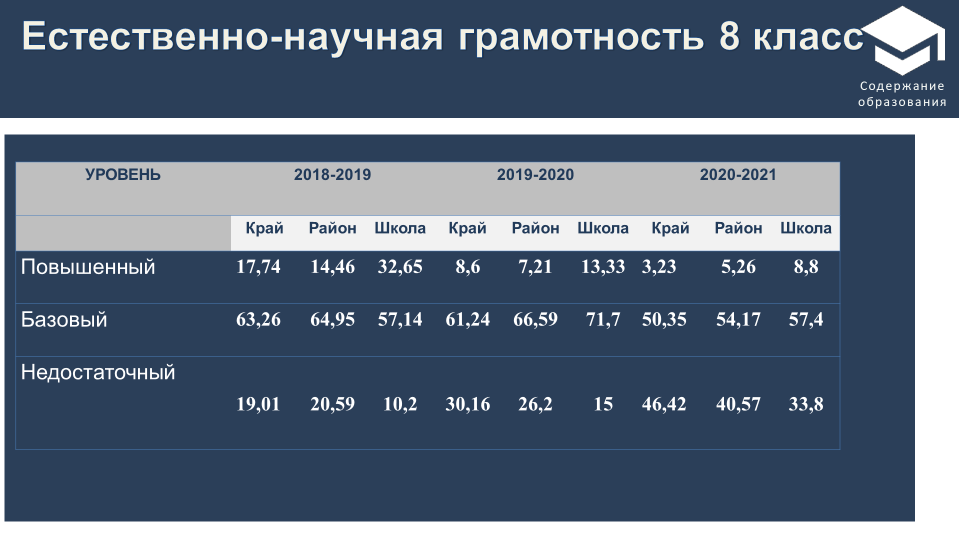 Естественно-научная грамотность 8 класс
Содержание
образования
УРОВЕНЬ 2018-2019 2019-2020 2020-2021
Край Район Школа Край Район Школа Край Район Школа
Повышенный 17,74 14,46 32,65 8,6 7,21 13,33 3,23 5,26 8,8
Базовый 63,26 64,95 57,14 61,24 66,59 71,7 50,35 54,17 57,4
Недостаточный
19,01 20,59 10,2 30,16 26,2 15 46,42 40,57 33,8